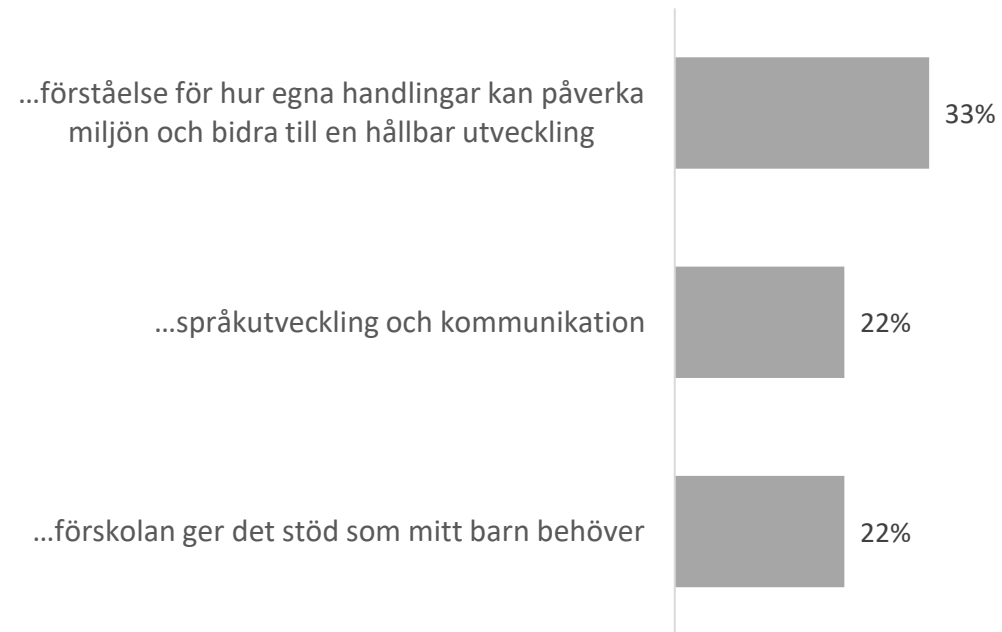 …förståelse för hur egna handlingar kan påverka
miljön och bidra till en hållbar utveckling
33%
…språkutveckling och kommunikation
22%
…förskolan ger det stöd som mitt barn behöver
22%